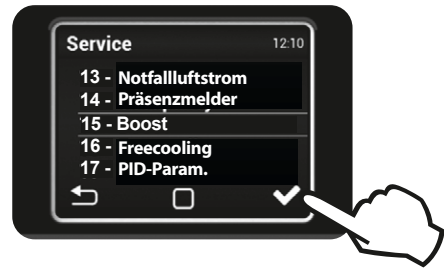 Service 12:10
13 - Notfallluftstrom
14 - Präsenzmelder
15 - Boost
16 - Freecooling
17 - PID-Param.